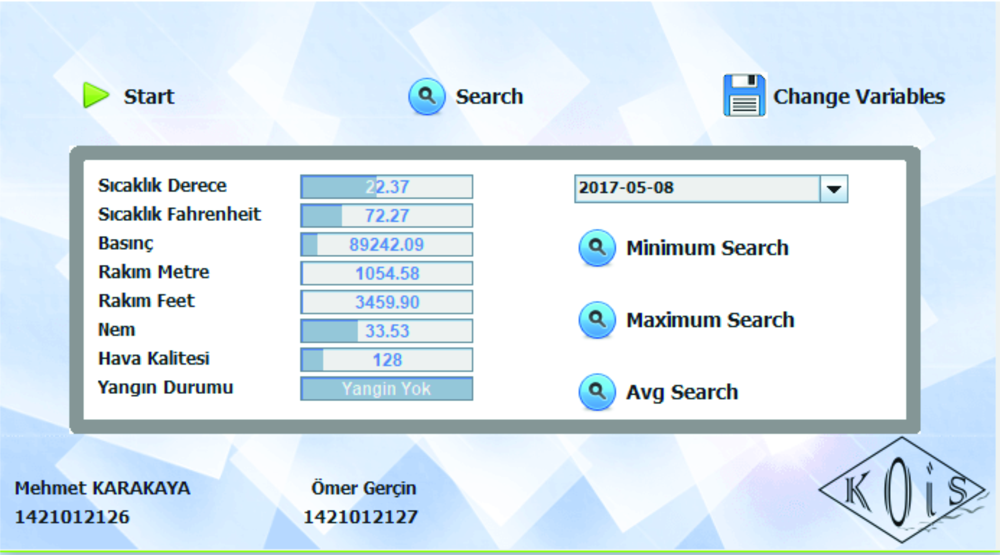 Start Search Change Variables
Sıcaklık Derece 22.37
Sıcaklık Fahrenheit 72.27
Basınç 89242.09
Rakım Metre 1054.58
Rakım Feet 3459.90
Nem 33.53
Hava Kalitesi 128
Yangın Durumu Yangin Yok
2017-05-08
Minimum Search
Maximum Search
Avg Search
Mehmet KARAKAYA
1421012126
Ömer Gerçin
1421012127
KOİS